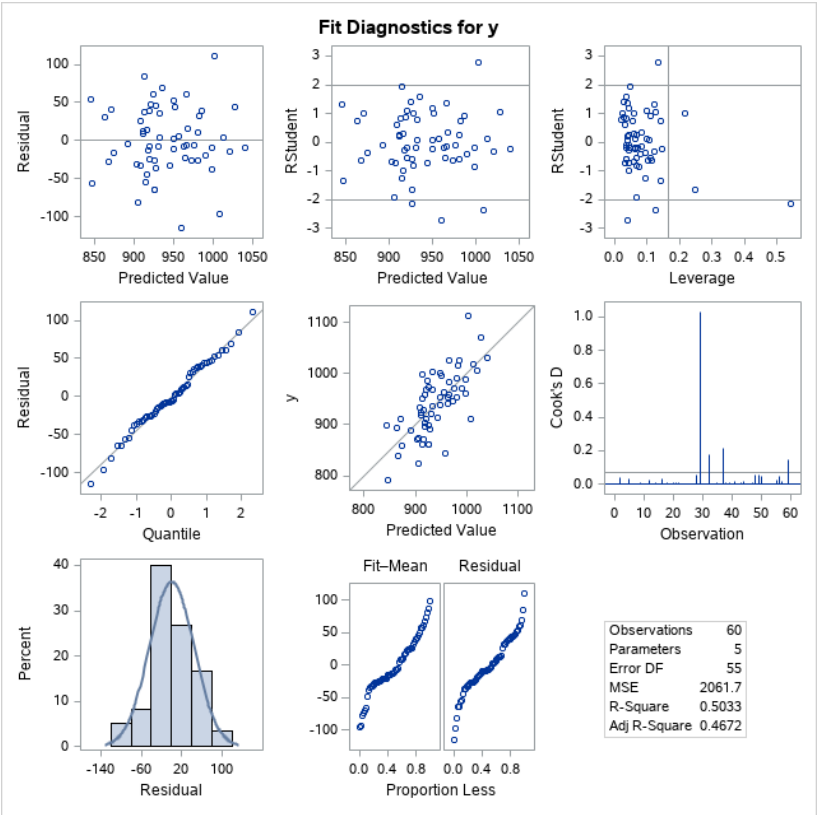 Fit Diagnostics for y
100
50
0
-50
-100
Residual
850 900 950 1000 1050
Predicted Value
3
2
1
0
-1
-2
-3
RStudent
850 900 950 1000 1050
Predicted Value
3
2
1
0
-1
-2
-3
RStudent
0.0 0.1 0.2 0.3 0.4 0.5
Leverage
100
50
0
-50
-100
Residual
-2 -1 0 1 2
Quantile
1100
1000
900
800
y
800 900 1000 1100
Predicted Value
1.0
0.8
0.6
0.4
0.2
0.0
Cook's D
0 10 20 30 40 50 60
Observation
40
30
20
10
0
Percent
-140 -60 20 100
Residual
Fit–Mean Residual
100
50
0
-50
-100
0.0 0.4 0.8 0.0 0.4 0.8
Proportion Less
Observations 60
Parameters 5
Error DF 55
MSE 2061.7
R-Square 0.5033
Adj R-Square 0.4672